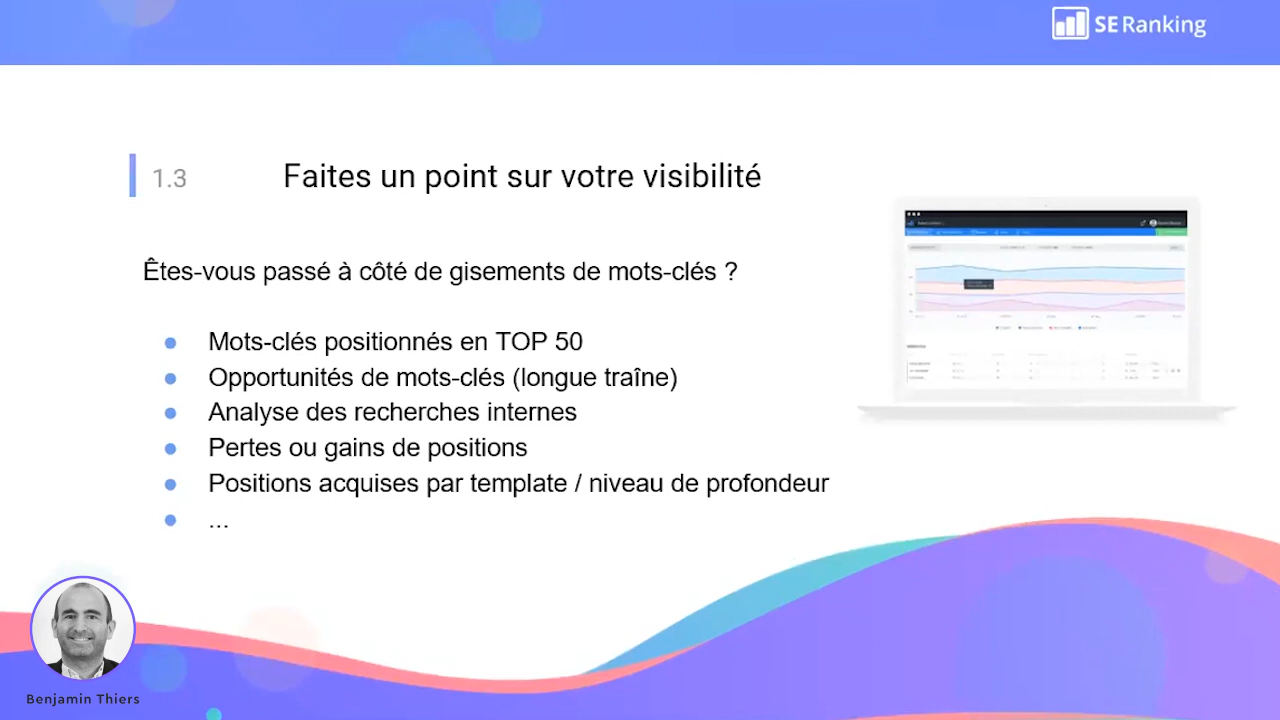 SE Ranking
1.3
Faites un point sur votre visibilité
Êtes-vous passé à côté de gisements de mots-clés ?
Mots-clés positionnés en TOP 50
Opportunités de mots-clés (longue traîne)
Analyse des recherches internes
Pertes ou gains de positions
Positions acquises par template / niveau de profondeur
...
Benjamin Thiers